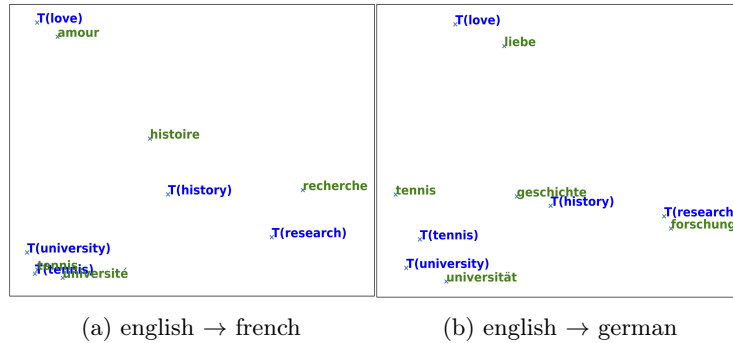 T(love)
amour
histoire
T(history)
recherche
T(research)
T(university)
tennis
T(tennis)
université
(a) english → french
T(love)
liebe
tennis
geschichte
T(history)
T(research
forschung
T(tennis)
T(university)
universität
(b) english → german